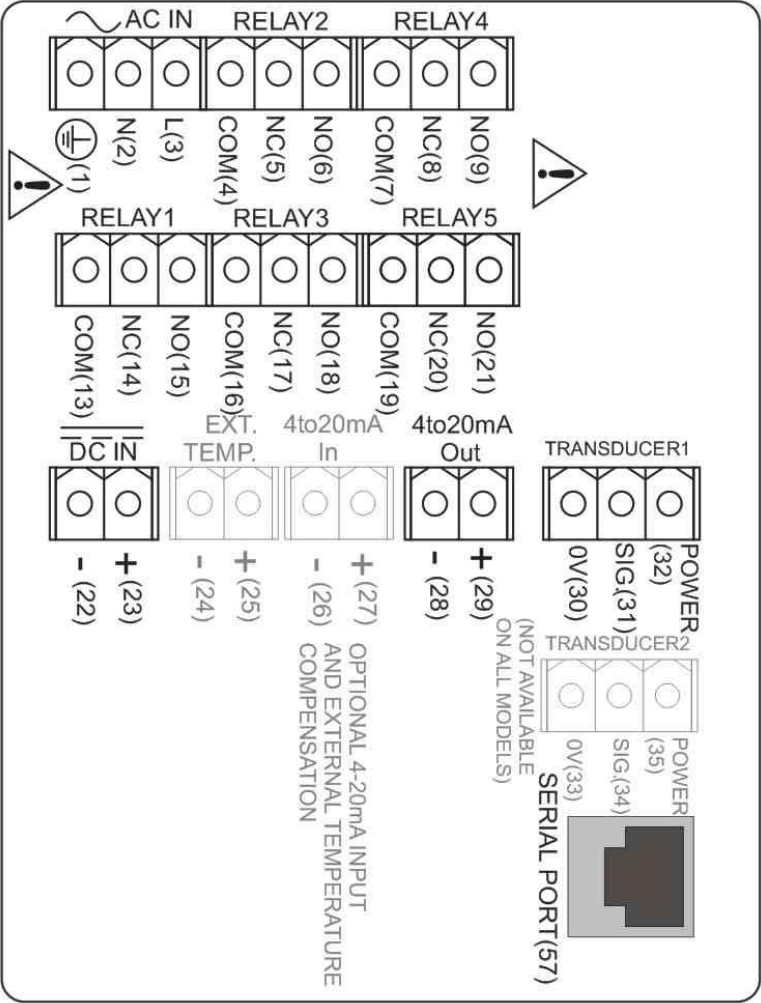 AC IN
RELAY2
RELAY4
(1)
N(2)
L(3)
COM(4)
NC(5)
NO(6)
COM(7)
NC(8)
NO(9)
RELAY1
RELAY3
RELAY5
COM(13)
NC(14)
NO(15)
COM(16)
NC(17)
NO(18)
COM(19)
NC(20)
NO(21)
DC IN
EXT.
TEMP.
4to20mA
In
4to20mA
Out
TRANSDUCER1
- (22)
+ (23)
- (24)
+ (25)
- (26)
+ (27)
- (28)
+ (29)
0V(30)
SIG.(31)
POWER
(32)
OPTIONAL 4-20mA INPUT
AND EXTERNAL TEMPERATURE
COMPENSATION
(NOT AVAILABLE
ON ALL MODELS)
TRANSDUCER2
0V(33)
SIG.(34)
POWER
(35)
SERIAL PORT(57)